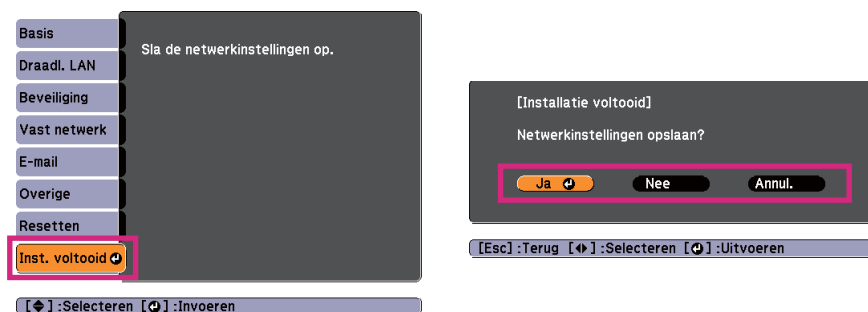 Basis
Draadl. LAN
Beveiliging
Vast netwerk
E-mail
Overige
Resetten
Inst. voltooid
Sla de netwerkinstellingen op.
[ ] :Selecteren [ ] :Invoeren
[Installatie voltooid]
Netwerkinstellingen opslaan?
Ja Nee Annul.
[Esc] :Terug [ ] :Selecteren [ ] :Uitvoeren